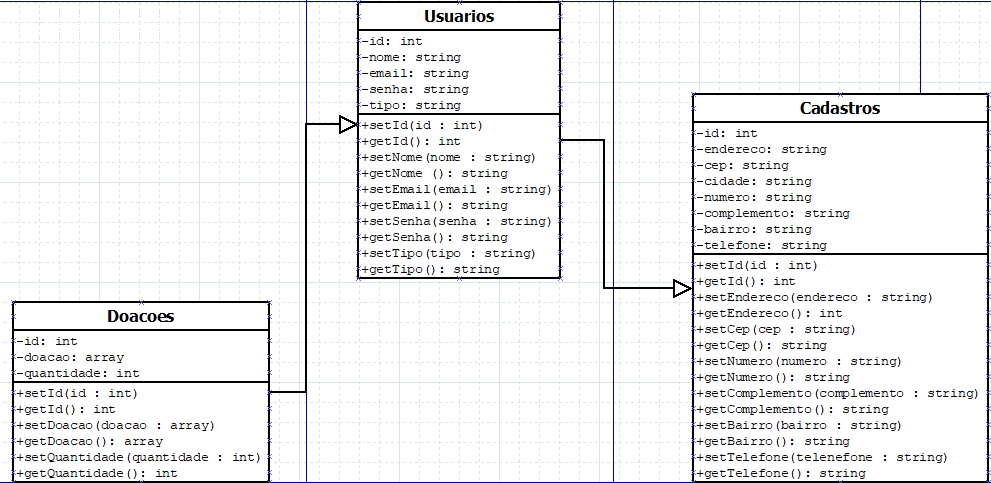 Usuarios
-id: int
-nome: string
-email: string
-senha: string
-tipo: string
+setId(id : int)
+getId(): int
+setNome(nome : string)
+getNome (): string
+setEmail(email : string)
+getEmail(): string
+setSenha(senha : string)
+getSenha(): string
+setTipo(tipo : string)
+getTipo(): string
Cadastros
-id: int
-endereco: string
-cep: string
-cidade: string
-numero: string
-complemento: string
-bairro: string
-telefone: string
+setId(id : int)
+getId(): int
+setEndereco(endereco : string)
+getEndereco(): int
+setCep(cep : string)
+getCep(): string
+setNumero(numero : string)
+getNumero(): string
+setComplemento(complemento : string)
+getComplemento(): string
+setBairro(bairro : string)
+getBairro(): string
+setTelefone(telenefone : string)
+getTelefone(): string
Doacoes
-id: int
-doacao: array
-quantidade: int
+setId(id : int)
+getId(): int
+setDoacao(doacao : array)
+getDoacao(): array
+setQuantidade(quantidade : int)
+getQuantidade(): int